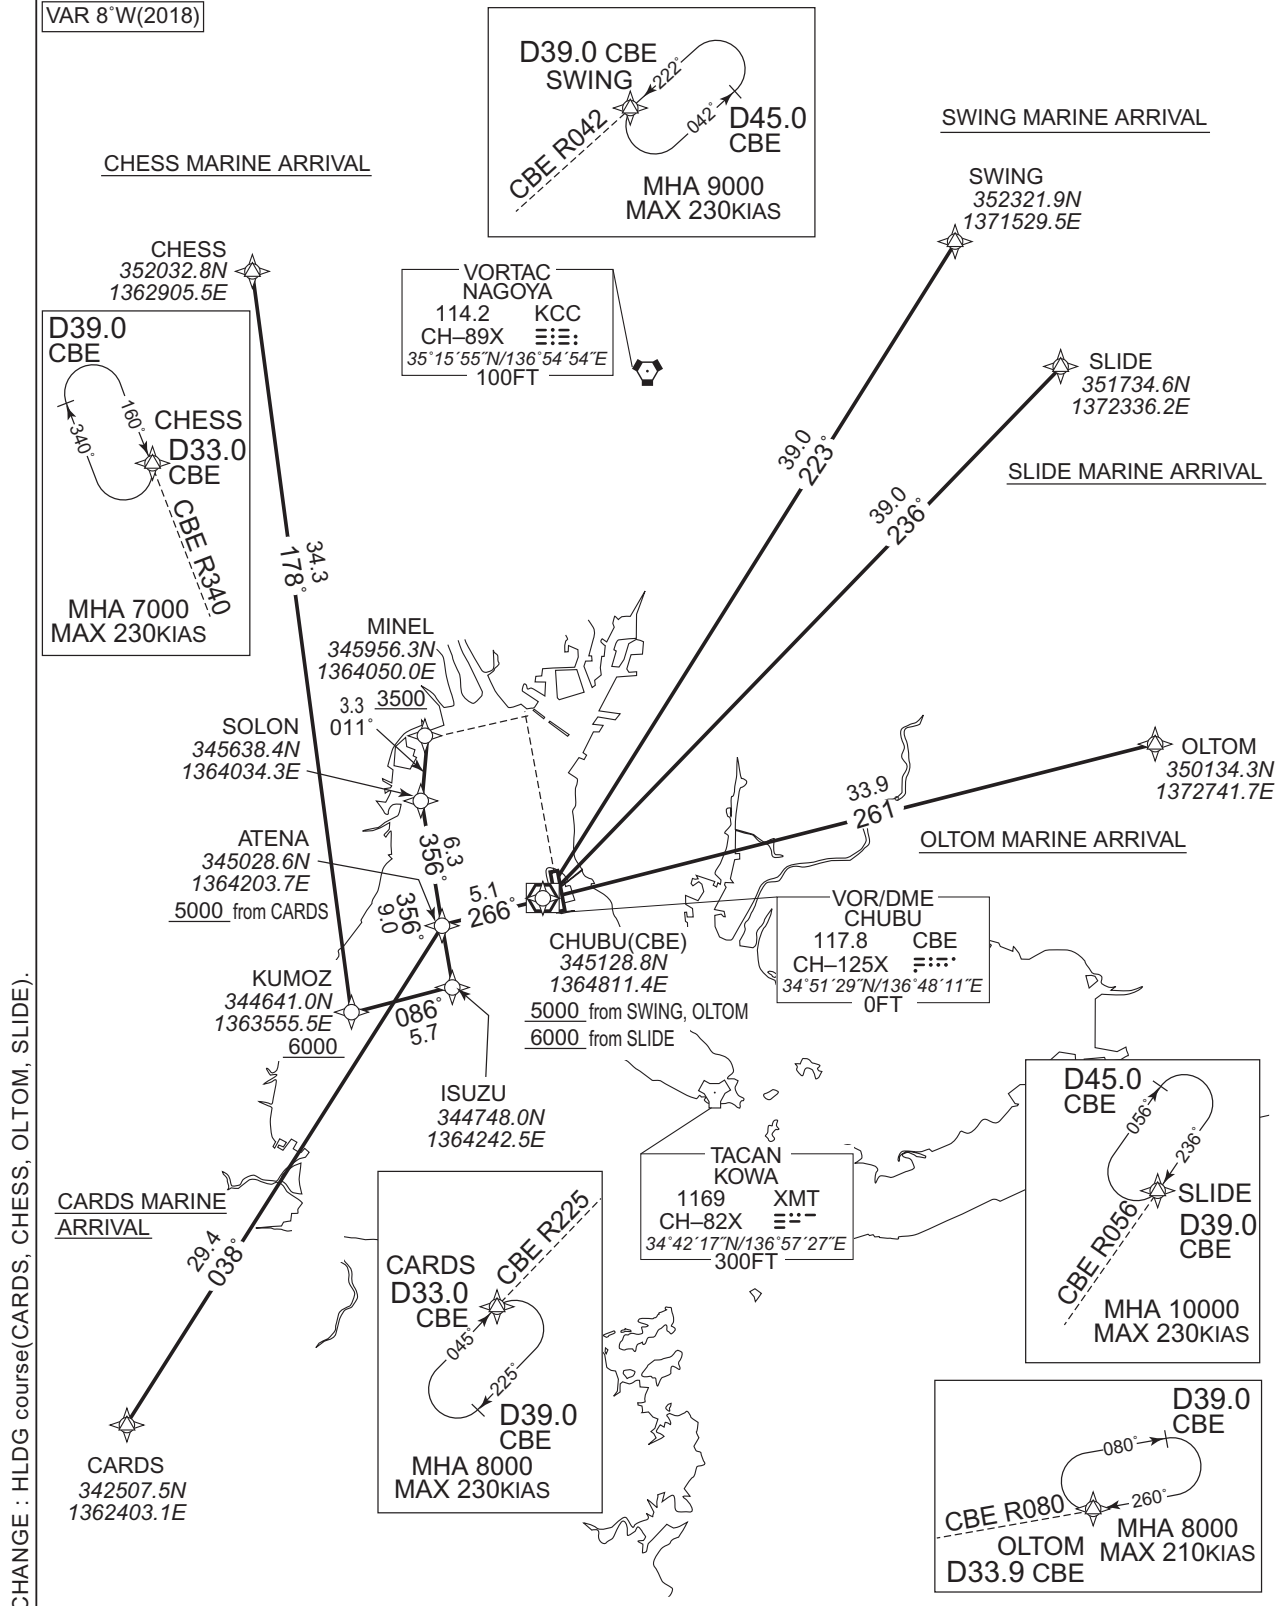 VAR 8°W(2018)
D39.0 CBE
SWING
222°
042°
D45.0
CBE
CBE R042
MHA 9000
MAX 230KIAS
SWING MARINE ARRIVAL
CHESS MARINE ARRIVAL
SWING
352321.9N
1371529.5E
CHESS
352032.8N
1362905.5E
VORTAC
NAGOYA
114.2 KCC
CH–89X
35°15´55˝N/136°54´54˝E
100FT
D39.0
CBE
160°
340°
CHESS
D33.0
CBE
CBE R340
MHA 7000
MAX 230KIAS
SLIDE
351734.6N
1372336.2E
39.0
223°
SLIDE MARINE ARRIVAL
39.0
236°
34.3
178°
MINEL
345956.3N
1364050.0E
3500
3.3
011°
SOLON
345638.4N
1364034.3E
OLTOM
350134.3N
1372741.7E
33.9
261°
OLTOM MARINE ARRIVAL
ATENA
345028.6N
1364203.7E
5000 from CARDS
6.3
356°
356°
9.0
5.1
266°
VOR/DME
CHUBU
117.8 CBE
CH–125X
34°51´29˝N/136°48´11˝E
0FT
CHUBU(CBE)
345128.8N
1364811.4E
5000 from SWING, OLTOM
6000 from SLIDE
KUMOZ
344641.0N
1363555.5E
6000
086°
5.7
ISUZU
344748.0N
1364242.5E
D45.0
CBE
056°
236°
SLIDE
D39.0
CBE
CBE R056
MHA 10000
MAX 230KIAS
TACAN
KOWA
1169 XMT
CH–82X
34°42´17˝N/136°57´27˝E
300FT
CARDS MARINE
ARRIVAL
29.4
038°
CBE R225
CARDS
D33.0
CBE
045°
225°
D39.0
CBE
MHA 8000
MAX 230KIAS
CARDS
342507.5N
1362403.1E
D39.0
CBE
080°
260°
CBE R080
OLTOM
D33.9 CBE
MHA 8000
MAX 210KIAS
CHANGE : HLDG course(CARDS, CHESS, OLTOM, SLIDE).